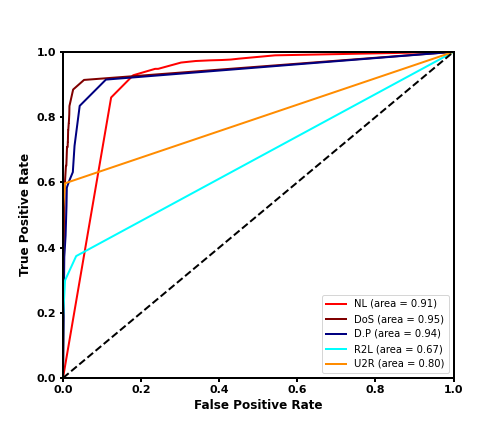 1.0
0.8
0.6
0.4
0.2
0.0
True Positive Rate
NL (area = 0.91)
DoS (area = 0.95)
D.P (area = 0.94)
R2L (area = 0.67)
U2R (area = 0.80)
0.0 0.2 0.4 0.6 0.8 1.0
False Positive Rate